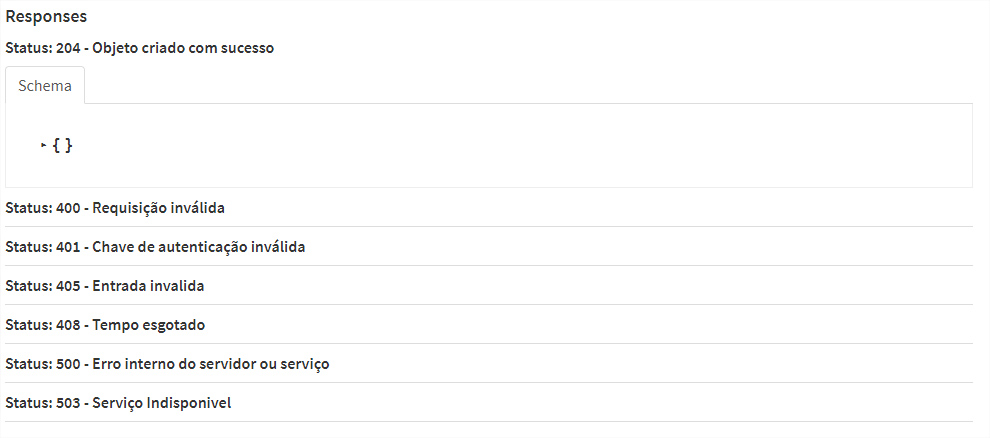 Responses
Status: 204 - Objeto criado com sucesso
Schema
▸ { }
Status: 400 - Requisição inválida
Status: 401 - Chave de autenticação inválida
Status: 405 - Entrada invalida
Status: 408 - Tempo esgotado
Status: 500 - Erro interno do servidor ou serviço
Status: 503 - Serviço Indisponivel